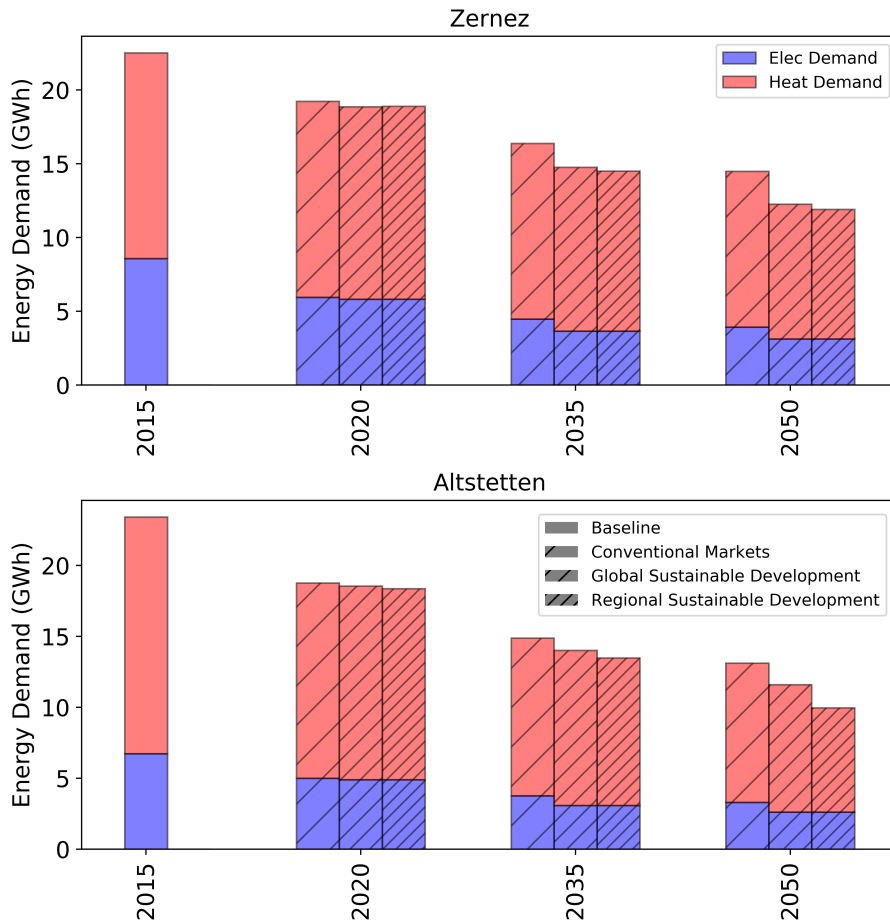 Zernez
Energy Demand (GWh)
20
15
10
5
0
Elec Demand
Heat Demand
2015
2020
2035
2050
Altstetten
Energy Demand (GWh)
20
15
10
5
0
Baseline
Conventional Markets
Global Sustainable Development
Regional Sustainable Development
2015
2020
2035
2050